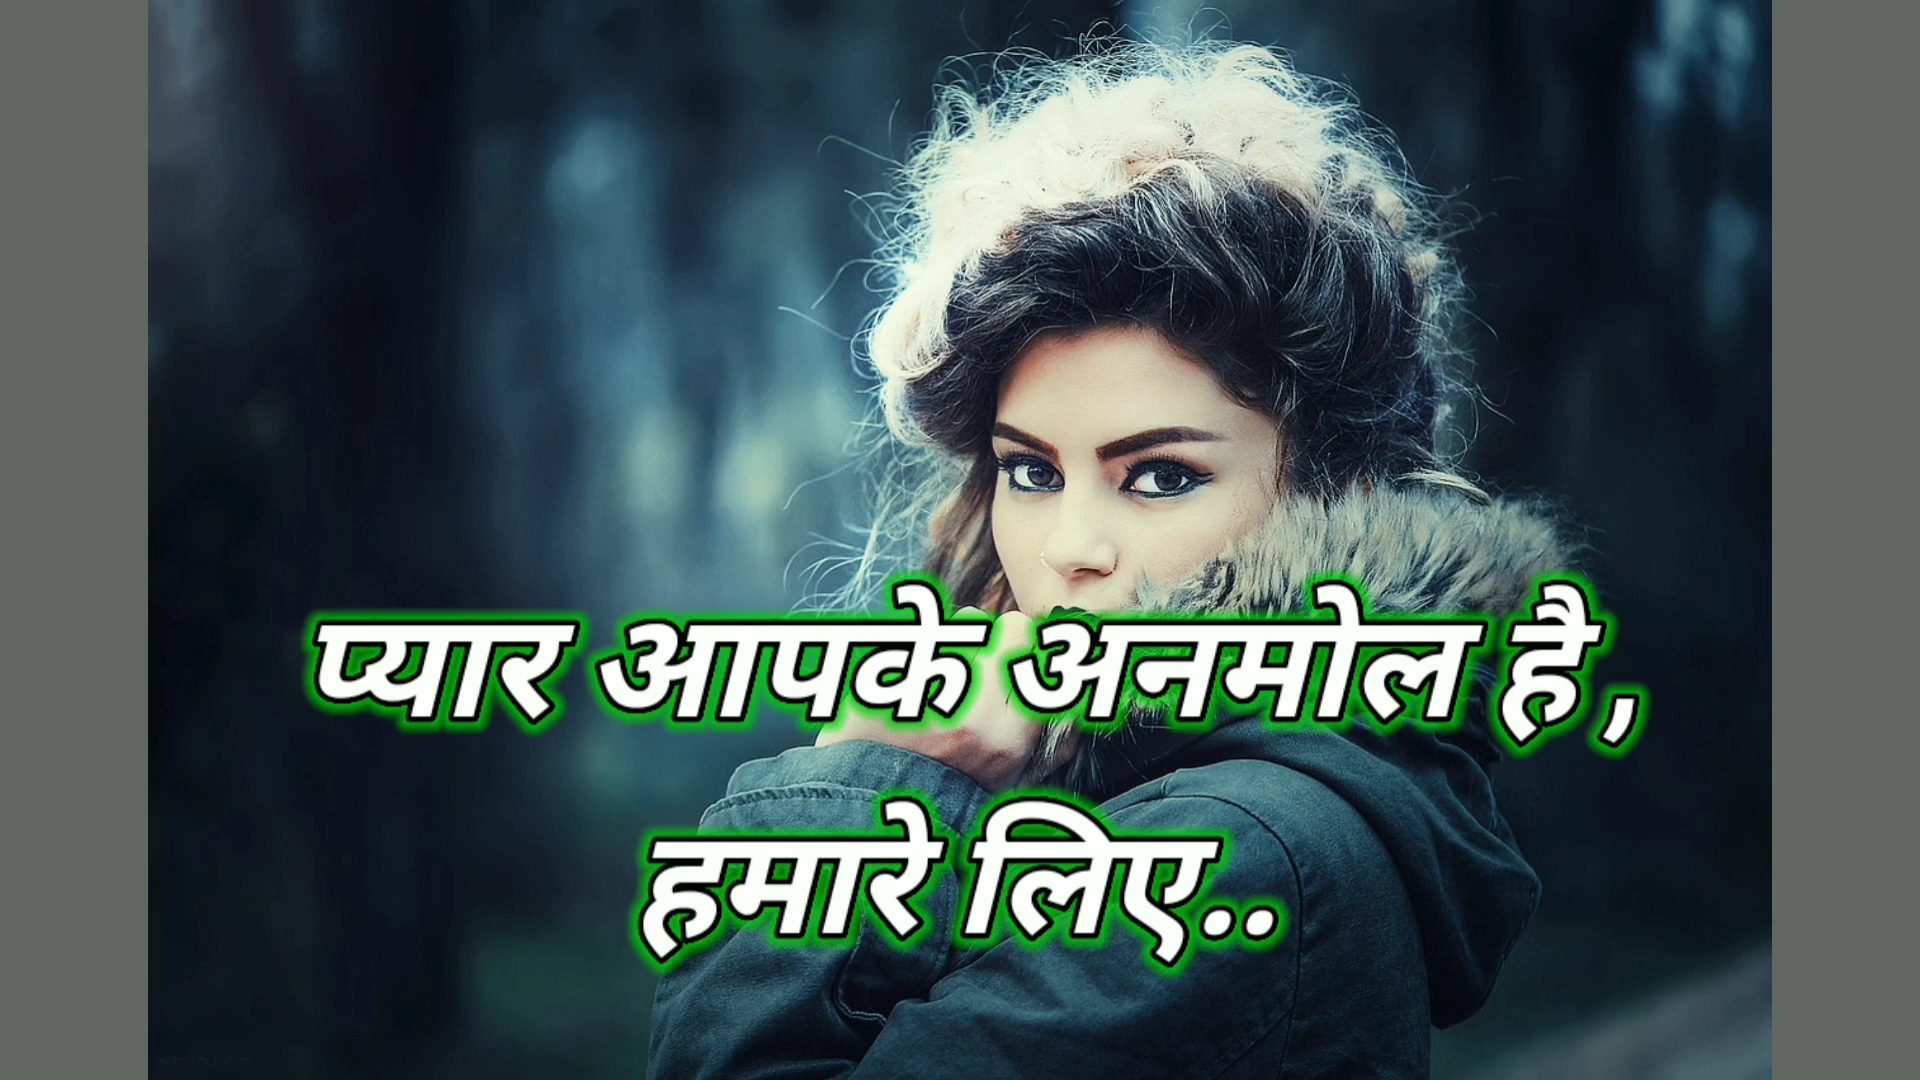 प्यार आपके अनमोल है ,
हमारे लिए..